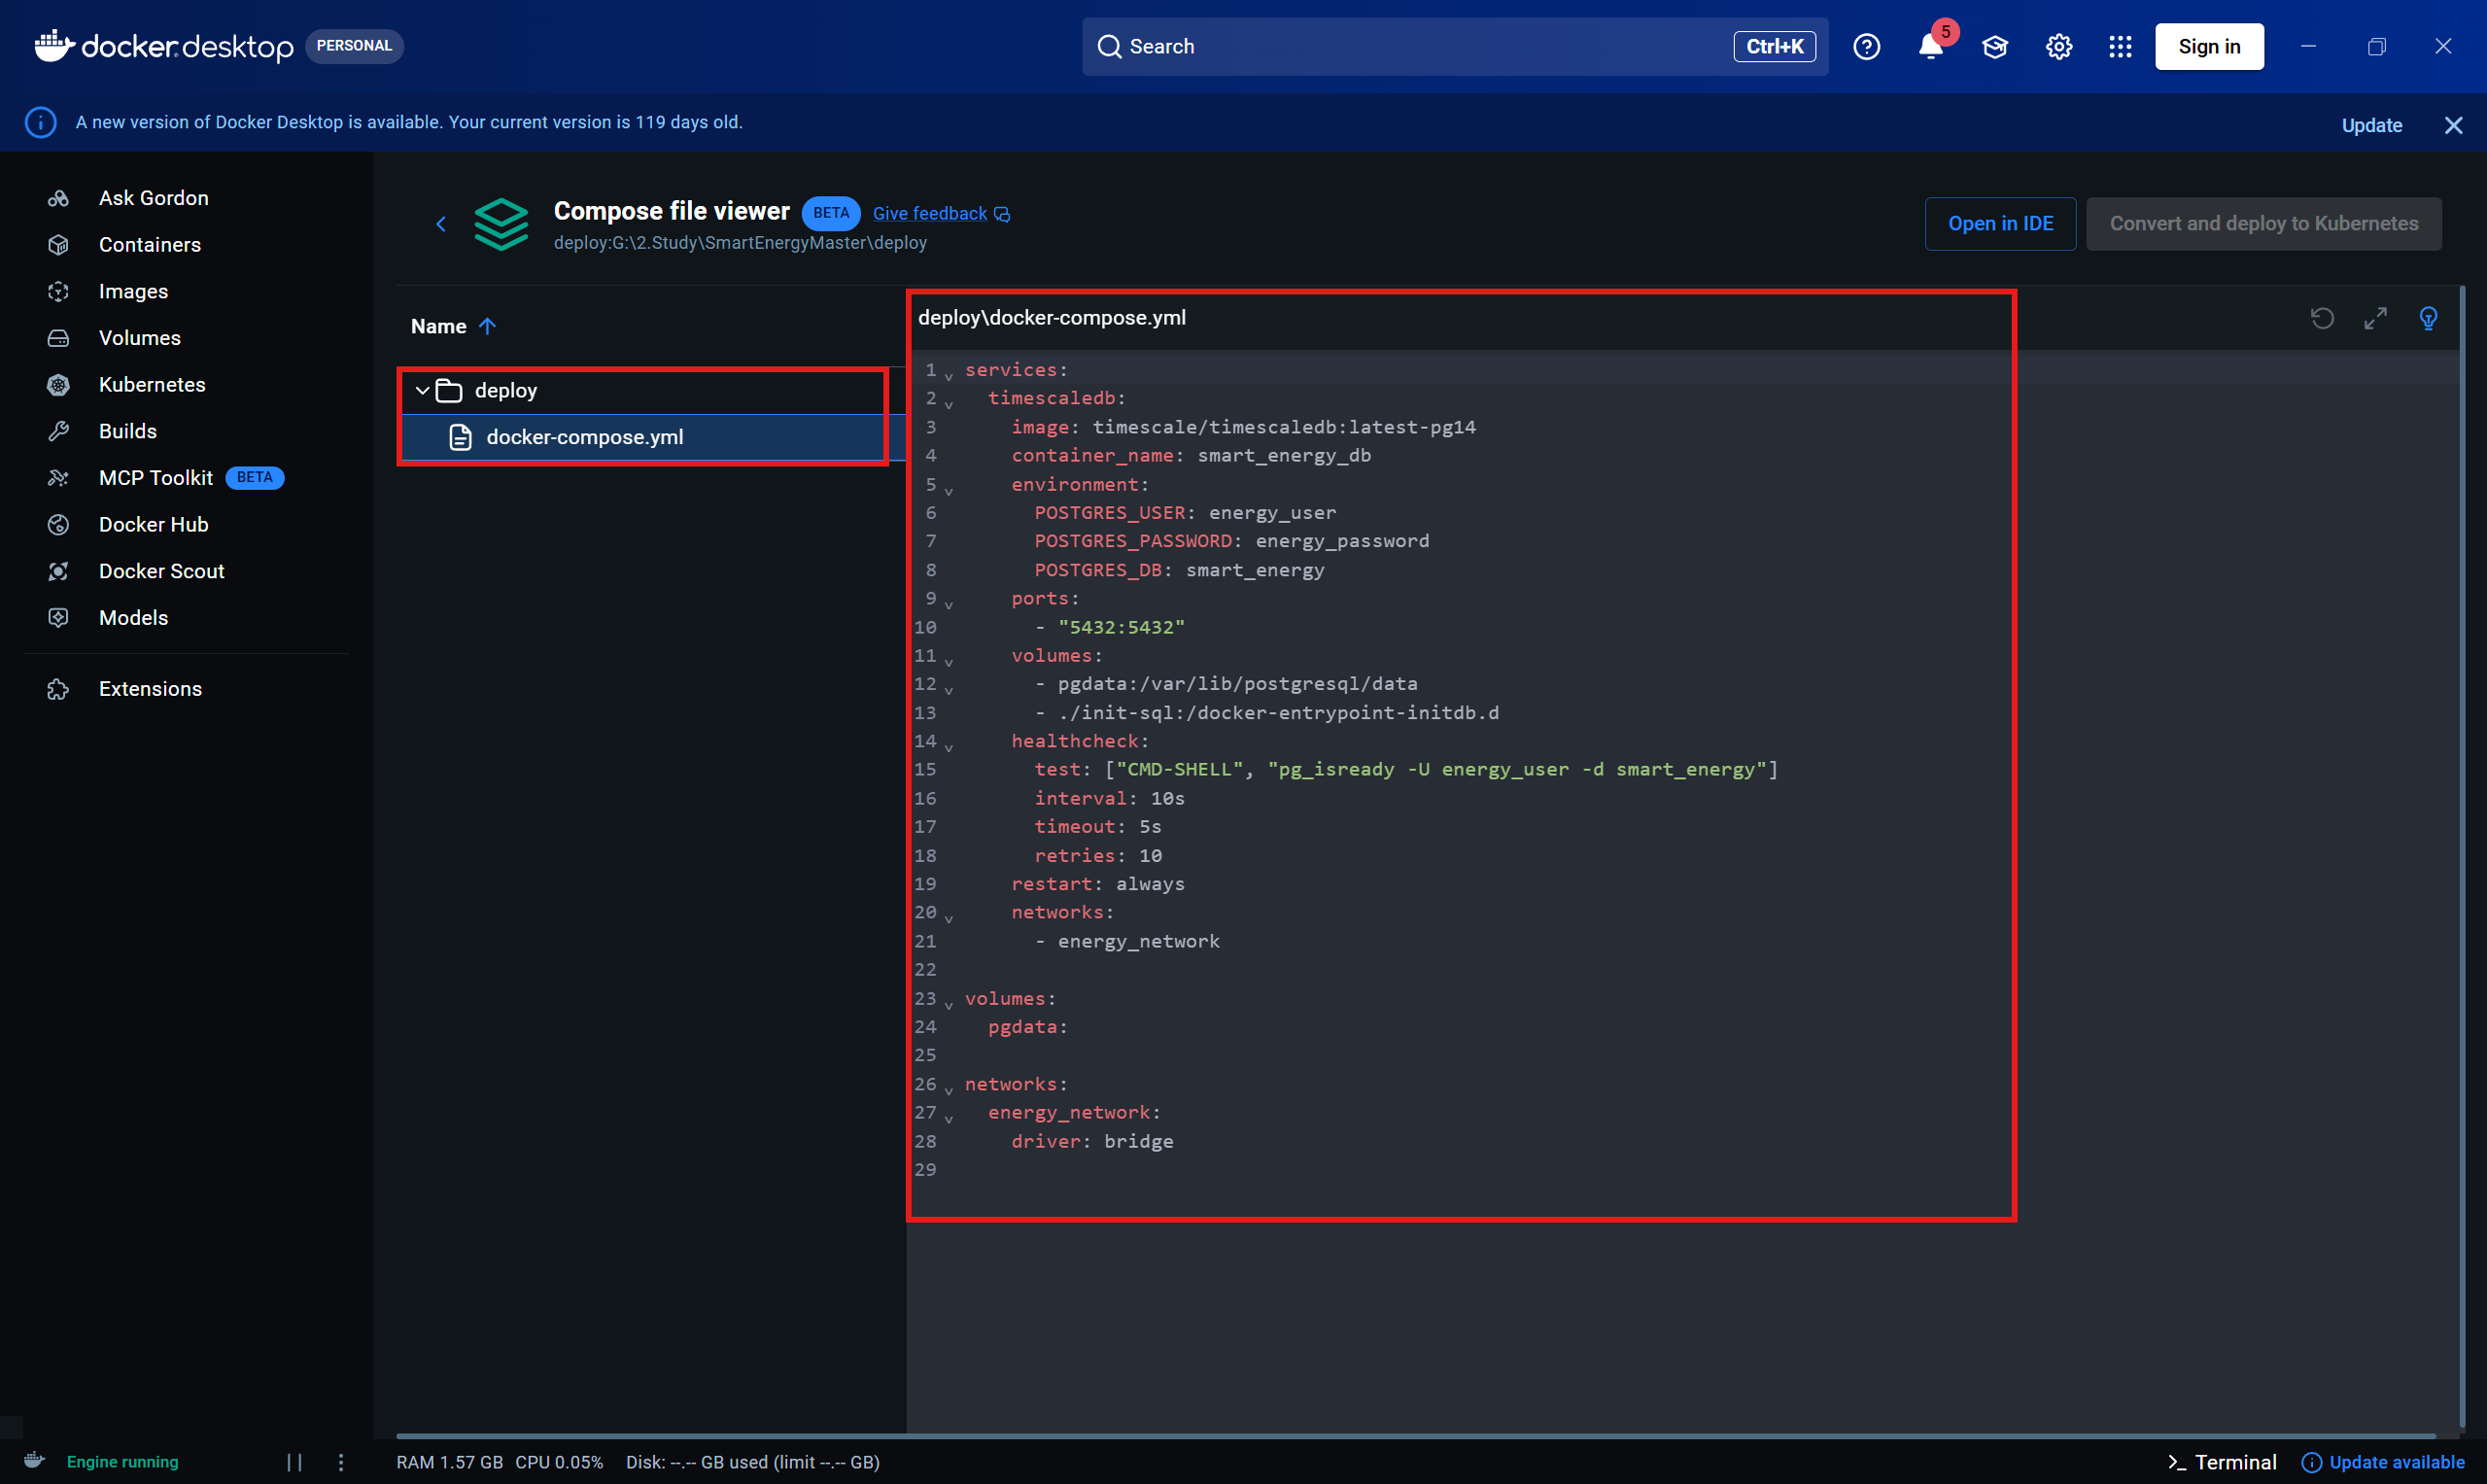 docker desktop PERSONAL
Search Ctrl+K
5
Sign in
A new version of Docker Desktop is available. Your current version is 119 days old.
Update
Ask Gordon
Containers
Images
Volumes
Kubernetes
Builds
MCP Toolkit BETA
Docker Hub
Docker Scout
Models
Extensions
Compose file viewer BETA Give feedback
deploy:G:\2.Study\SmartEnergyMaster\deploy
Open in IDE
Convert and deploy to Kubernetes
Name
deploy
docker-compose.yml
deploy\docker-compose.yml
1 services:
2   timescaledb:
3     image: timescale/timescaledb:latest-pg14
4     container_name: smart_energy_db
5     environment:
6       POSTGRES_USER: energy_user
7       POSTGRES_PASSWORD: energy_password
8       POSTGRES_DB: smart_energy
9     ports:
10       - "5432:5432"
11     volumes:
12       - pgdata:/var/lib/postgresql/data
13       - ./init-sql:/docker-entrypoint-initdb.d
14     healthcheck:
15       test: ["CMD-SHELL", "pg_isready -U energy_user -d smart_energy"]
16       interval: 10s
17       timeout: 5s
18       retries: 10
19     restart: always
20     networks:
21       - energy_network
22
23 volumes:
24   pgdata:
25
26 networks:
27   energy_network:
28     driver: bridge
29
Engine running
RAM 1.57 GB CPU 0.05% Disk: --.-- GB used (limit --.-- GB)
>_ Terminal
Update available